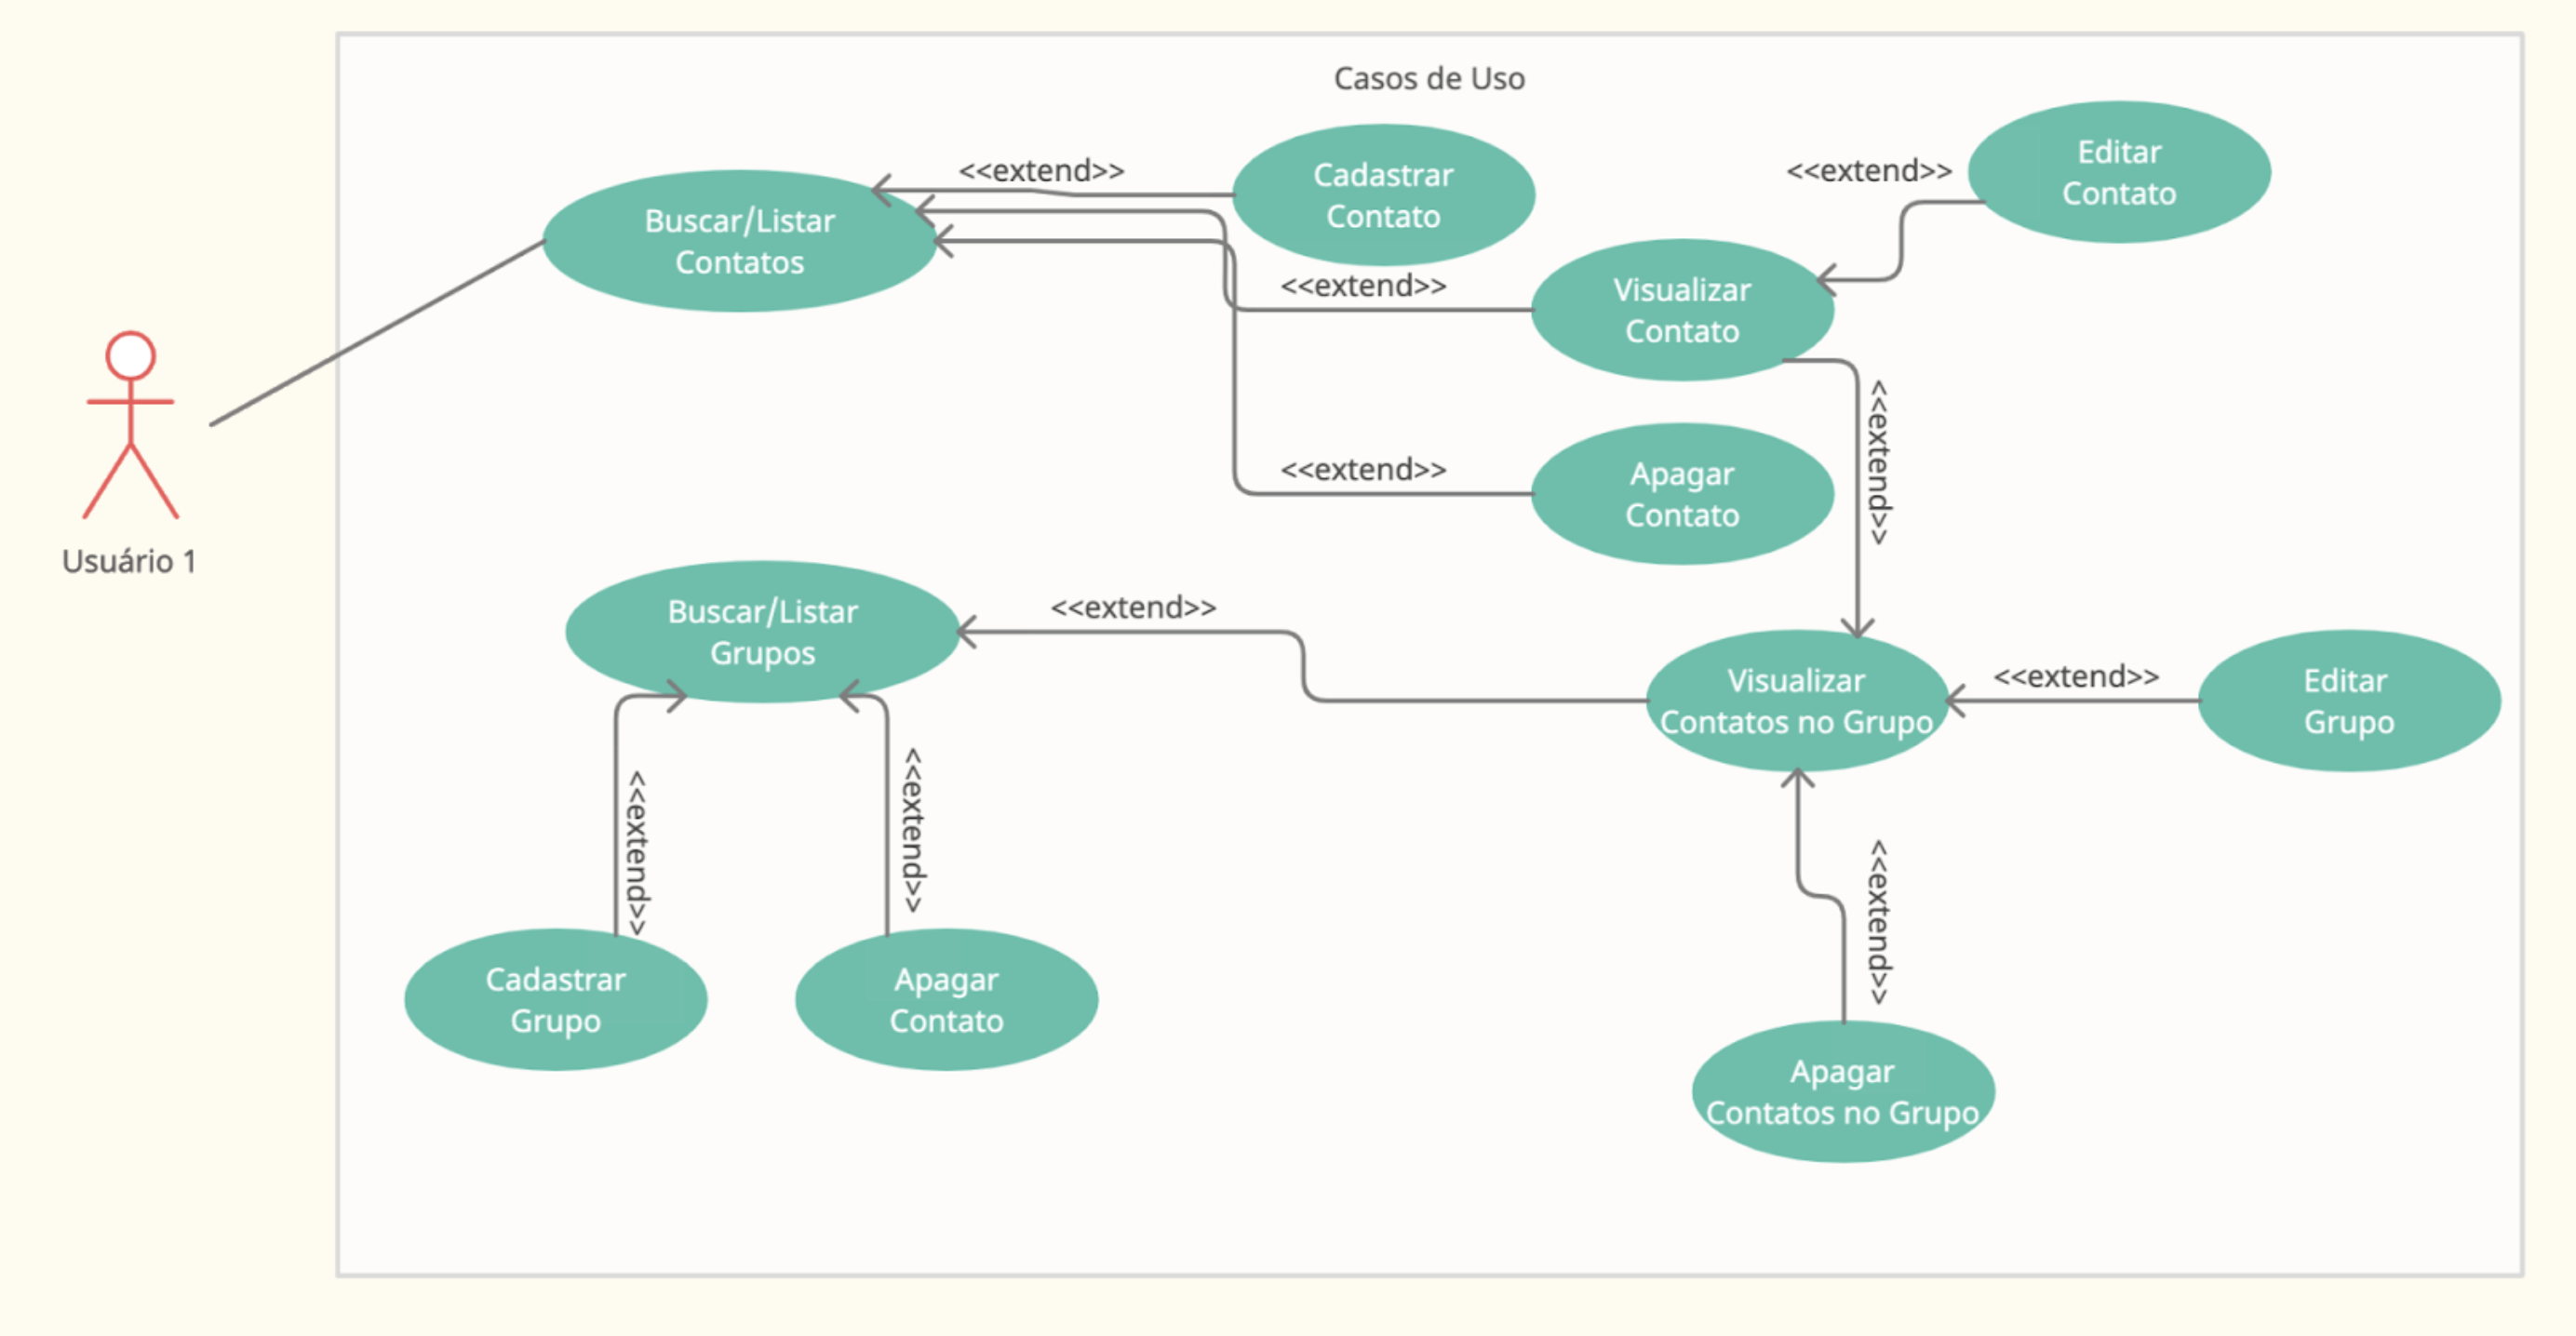 Casos de Uso
Editar
Contato
<<extend>>
<<extend>>
Cadastrar
Contato
Buscar/Listar
Contatos
<<extend>>
Visualizar
Contato
<<extend>>
<<extend>>
Apagar
Contato
Usuário 1
Buscar/Listar
Grupos
<<extend>>
Visualizar
Contatos no Grupo
<<extend>>
Editar
Grupo
<<extend>>
<<extend>>
<<extend>>
Cadastrar
Grupo
Apagar
Contato
Apagar
Contatos no Grupo